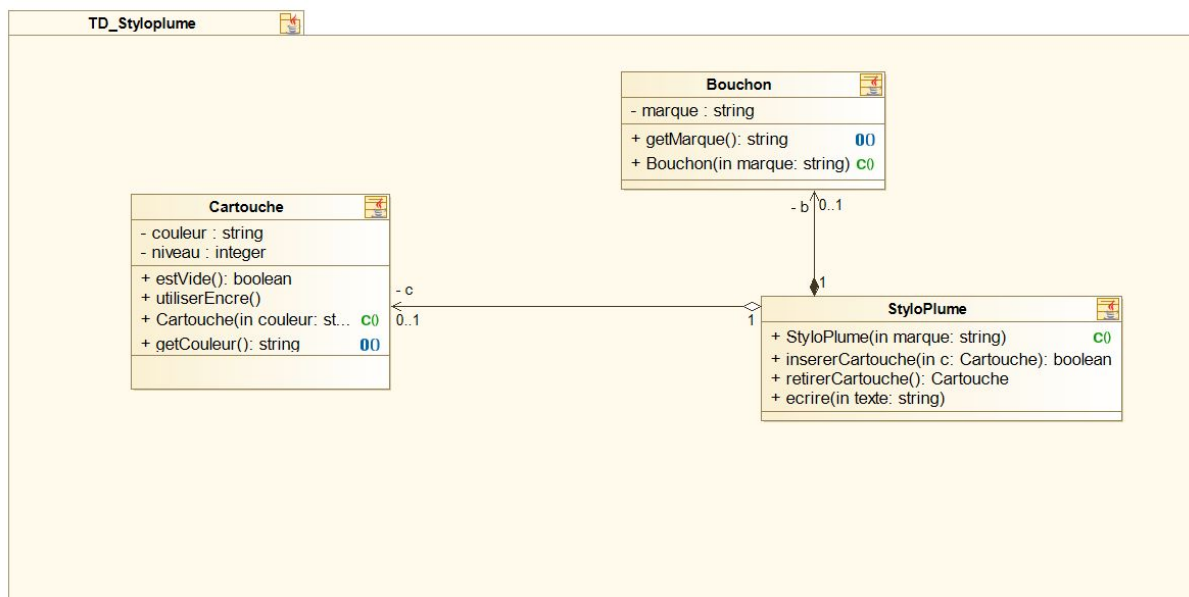 TD_Styloplume
Bouchon
- marque : string
+ getMarque(): string 0()
+ Bouchon(in marque: string) C()
- b 0..1
Cartouche
- couleur : string
- niveau : integer
+ estVide(): boolean
+ utiliserEncre()
+ Cartouche(in couleur: st... C()
+ getCouleur(): string 0()
- c
0..1
1
1
StyloPlume
+ StyloPlume(in marque: string) C()
+ insererCartouche(in c: Cartouche): boolean
+ retirerCartouche(): Cartouche
+ ecrire(in texte: string)